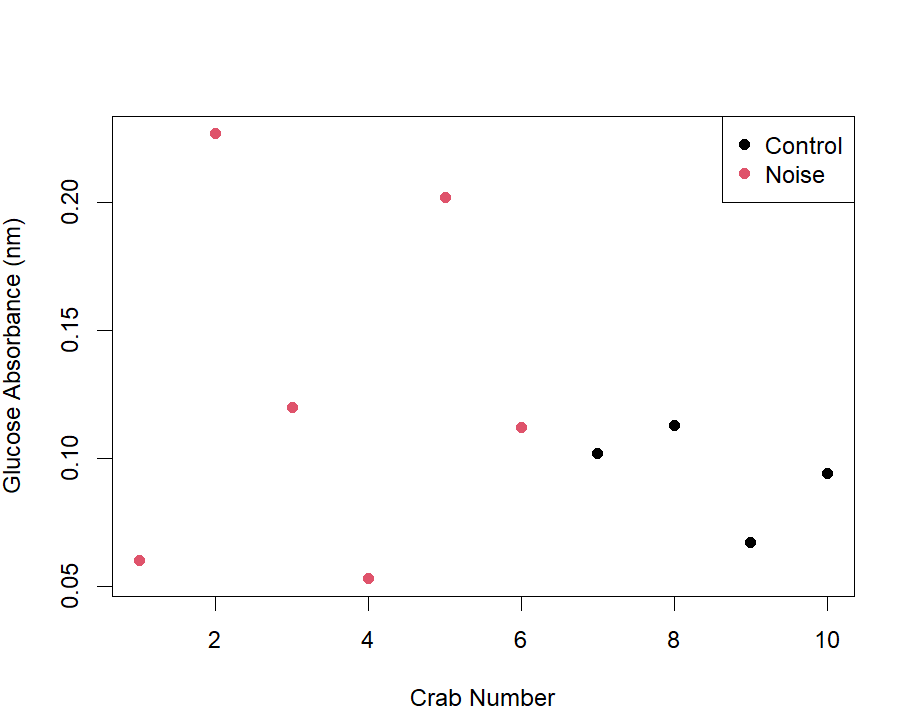 Control
Noise
Glucose Absorbance (nm)
0.20
0.15
0.10
0.05
2 4 6 8 10
Crab Number